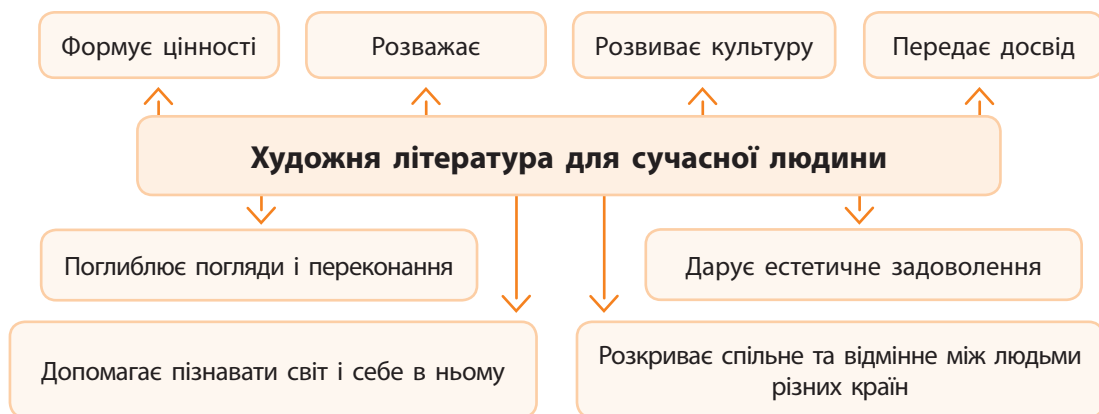 Формує цінності
Розважає
Розвиває культуру
Передає досвід
Художня література для сучасної людини
Поглиблює погляди і переконання
Дарує естетичне задоволення
Допомагає пізнавати світ і себе в ньому
Розкриває спільне та відмінне між людьми
різних країн